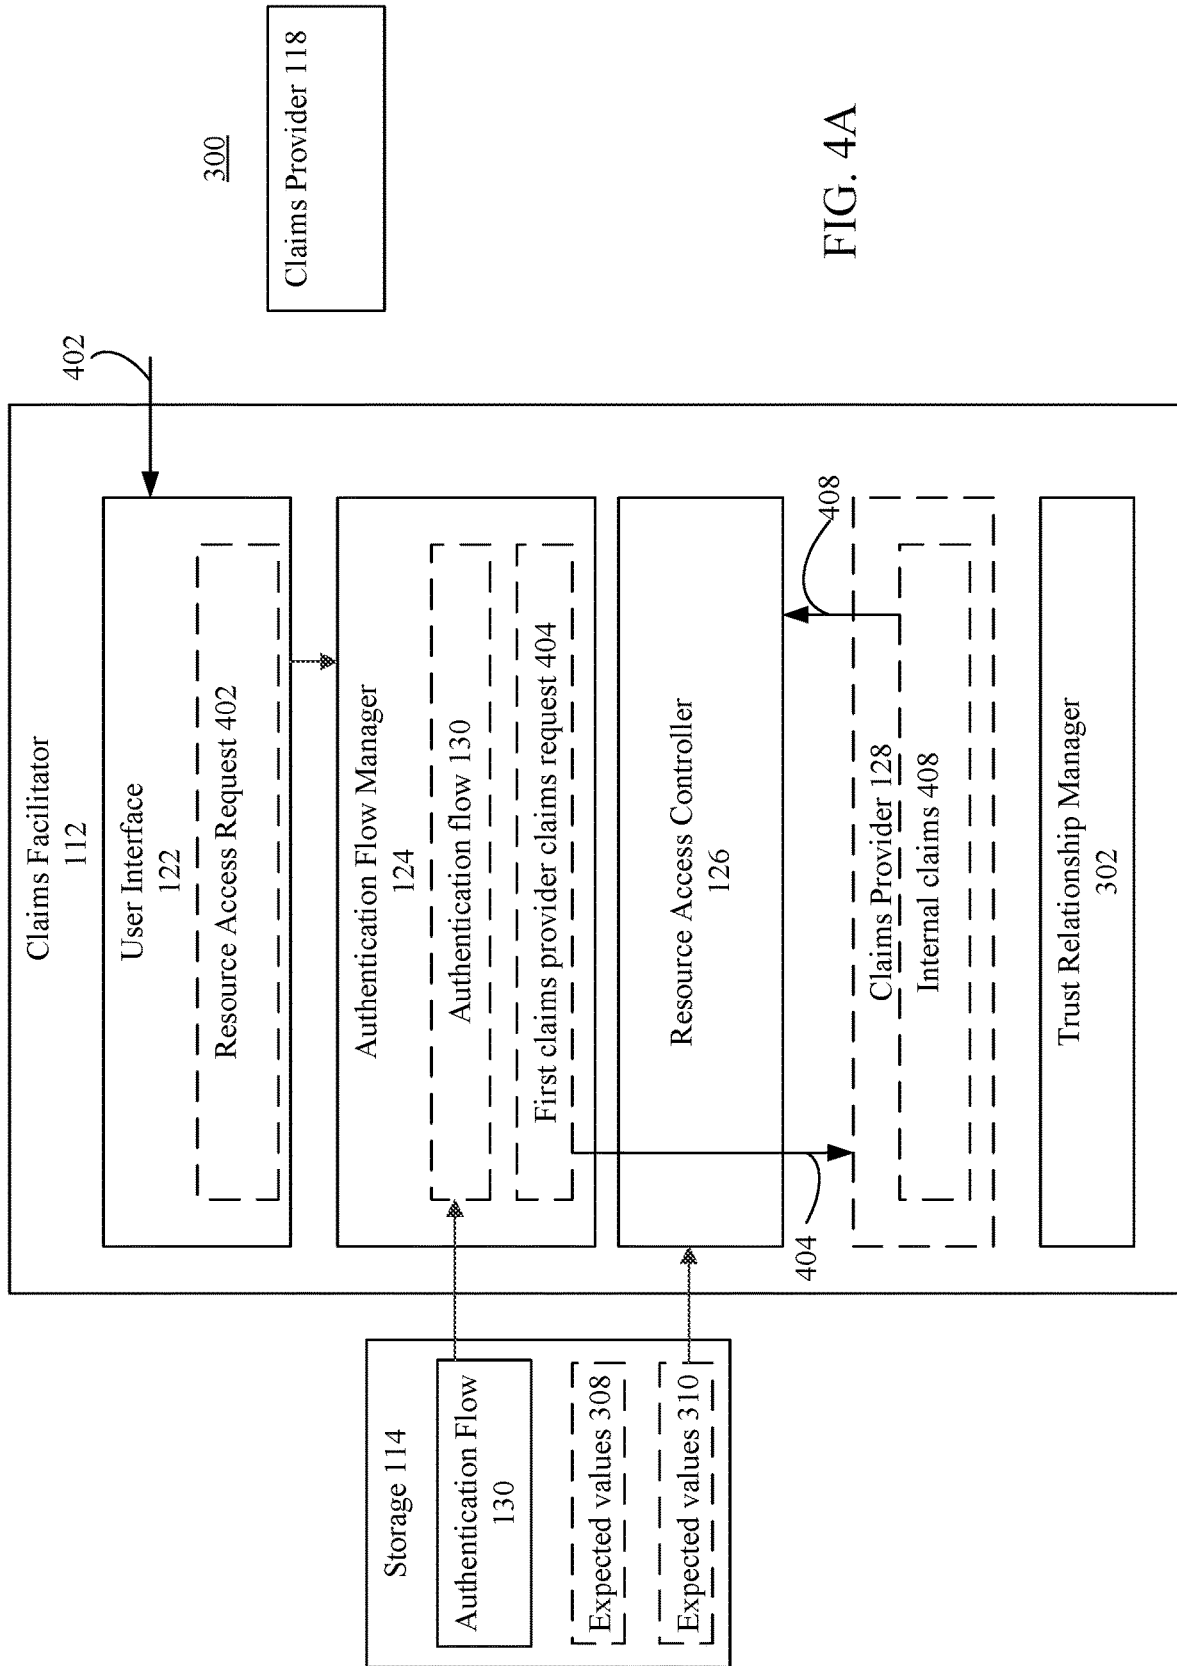 300
Claims Provider 118
402
Claims Facilitator
112
User Interface
122
Resource Access Request 402
Authentication Flow Manager
124
Authentication flow 130
First claims provider claims request 404
Resource Access Controller
126
408
404
Claims Provider 128
Internal claims 408
Trust Relationship Manager
302
Storage 114
Authentication Flow
130
Expected values 308
Expected values 310
FIG. 4A